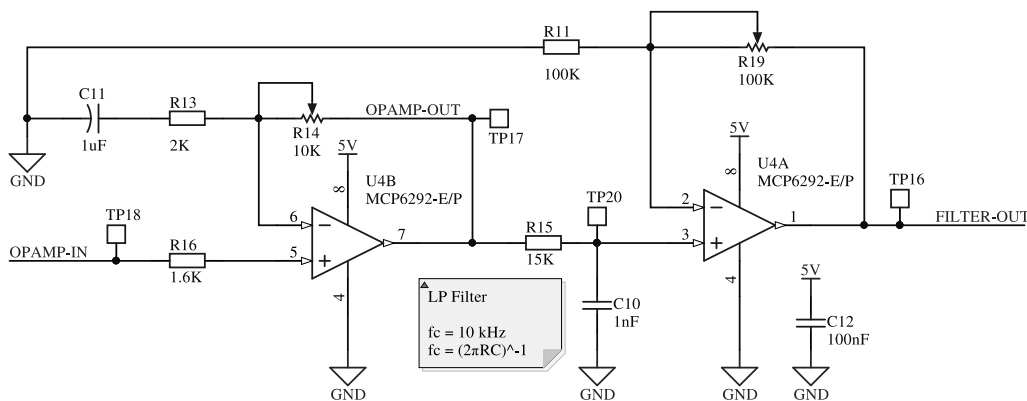 R11
100K
R19
100K
C11
1uF
R13
2K
R14
10K
OPAMP-OUT
TP17
GND
5V
8
U4B
MCP6292-E/P
6
5
7
4
GND
TP18
OPAMP-IN
R16
1.6K
R15
15K
TP20
C10
1nF
GND
LP Filter
fc = 10 kHz
fc = (2πRC)^-1
5V
8
U4A
MCP6292-E/P
2
3
1
4
GND
TP16
FILTER-OUT
5V
C12
100nF
GND